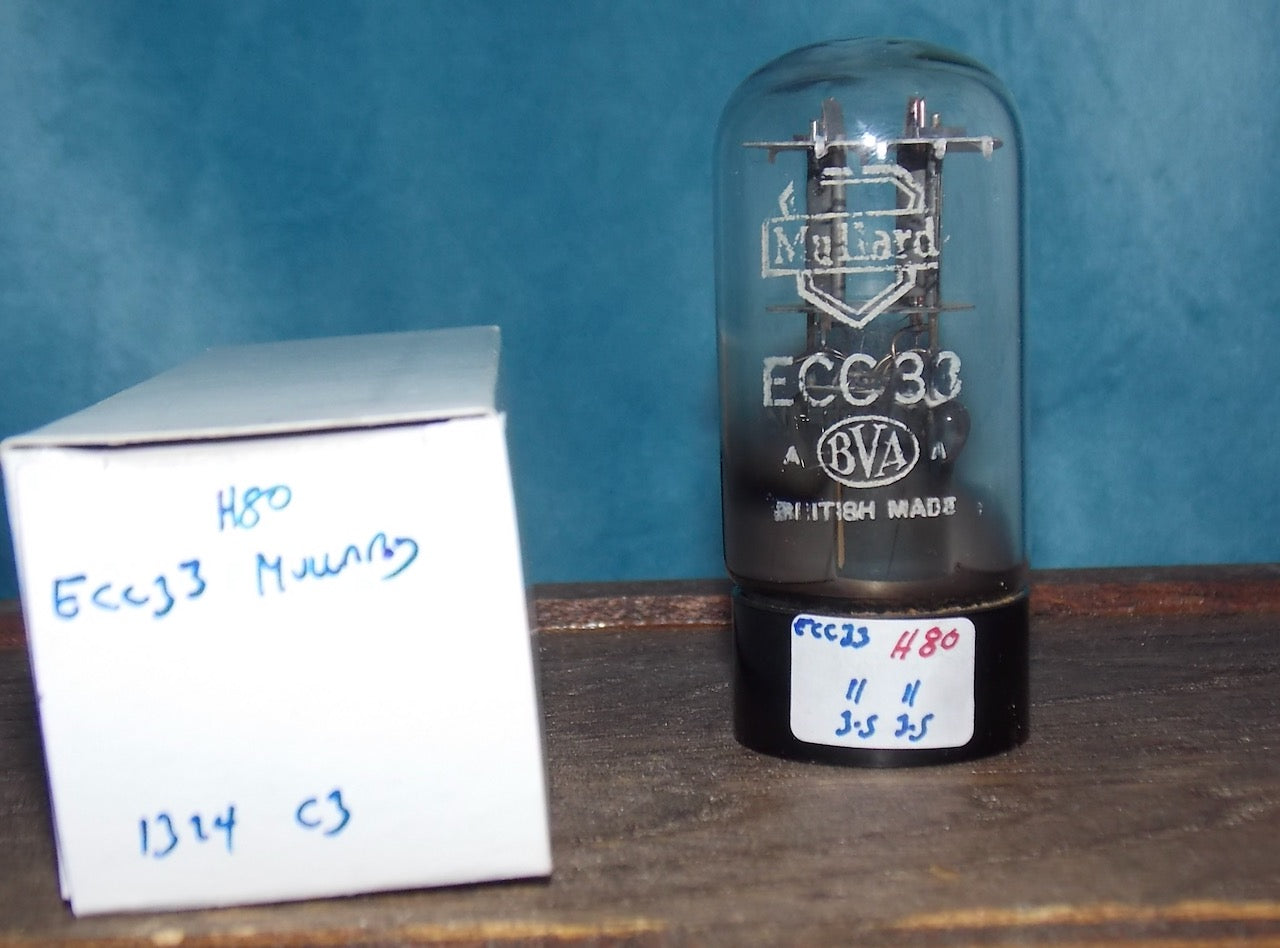 H80
ECC33 MULLARD
1324 C3
Mullard
ECC33
A BVA A
BRITISH MADE
ECC33 H80
11 11
3.5 3.5